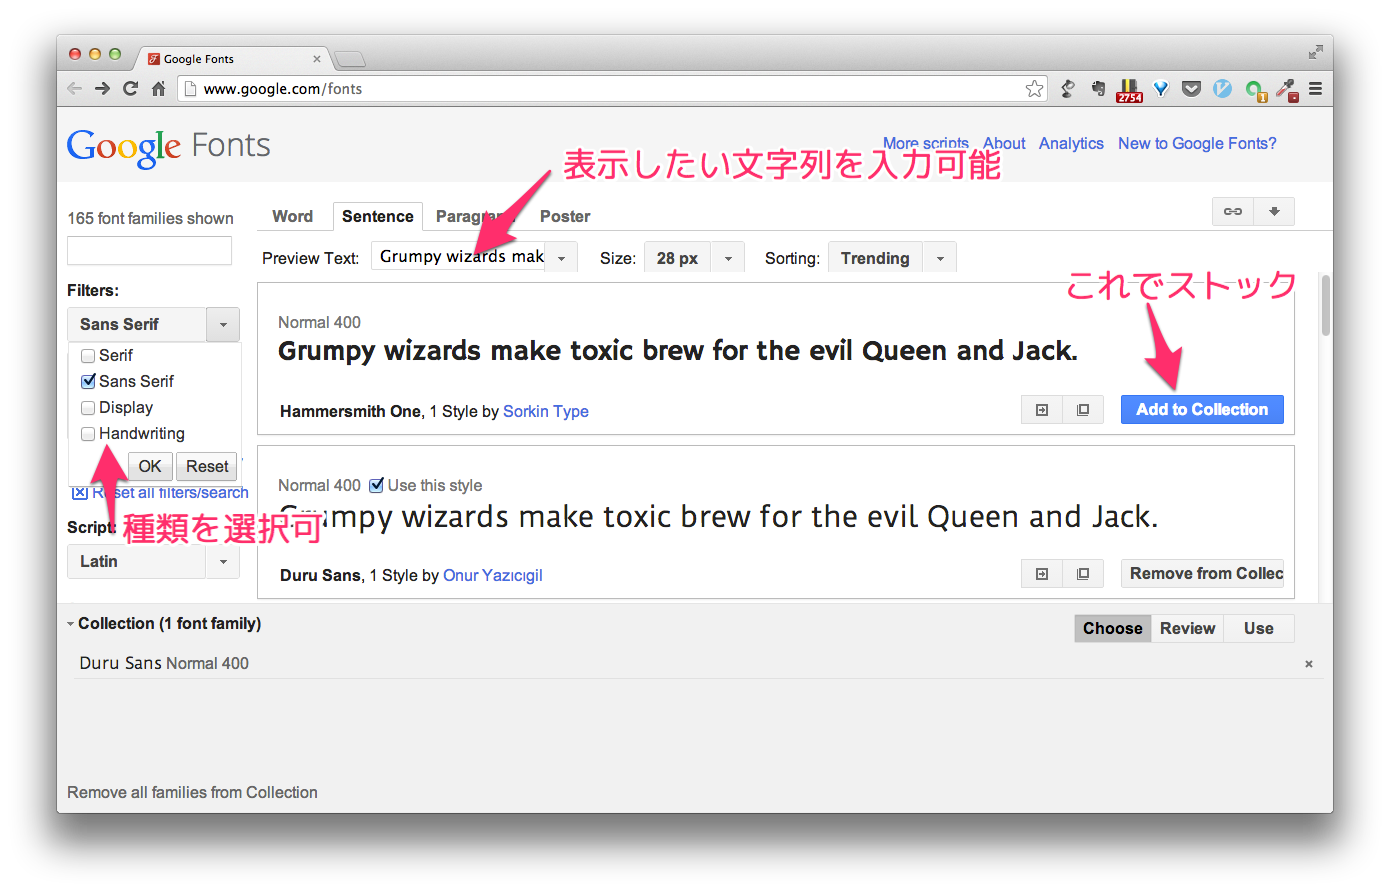 Google Fonts
www.google.com/fonts
2754
1
Google Fonts
More scripts About Analytics New to Google Fonts?
表示したい文字列を入力可能
165 font families shown
Word Sentence Paragraph Poster
Preview Text: Grumpy wizards mak Size: 28 px Sorting: Trending
これでストック
Filters:
Sans Serif
Serif
Sans Serif
Display
Handwriting
OK Reset
Reset all filters/search
種類を選択可
Script:
Latin
Normal 400
Grumpy wizards make toxic brew for the evil Queen and Jack.
Hammersmith One, 1 Style by Sorkin Type
Add to Collection
Normal 400 Use this style
Grumpy wizards make toxic brew for the evil Queen and Jack.
Duru Sans, 1 Style by Onur Yazıcıgil
Remove from Collec
Collection (1 font family)
Choose Review Use
Duru Sans Normal 400
Remove all families from Collection